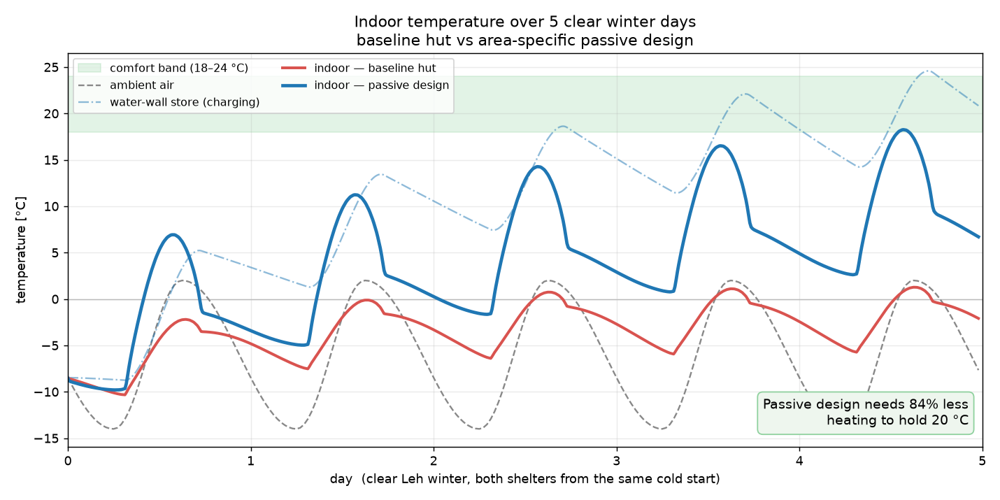 Indoor temperature over 5 clear winter days
baseline hut vs area-specific passive design
comfort band (18–24 °C)
ambient air
water-wall store (charging)
indoor — baseline hut
indoor — passive design
temperature [°C]
25
20
15
10
5
0
−5
−10
−15
Passive design needs 84% less
heating to hold 20 °C
0 1 2 3 4 5
day (clear Leh winter, both shelters from the same cold start)